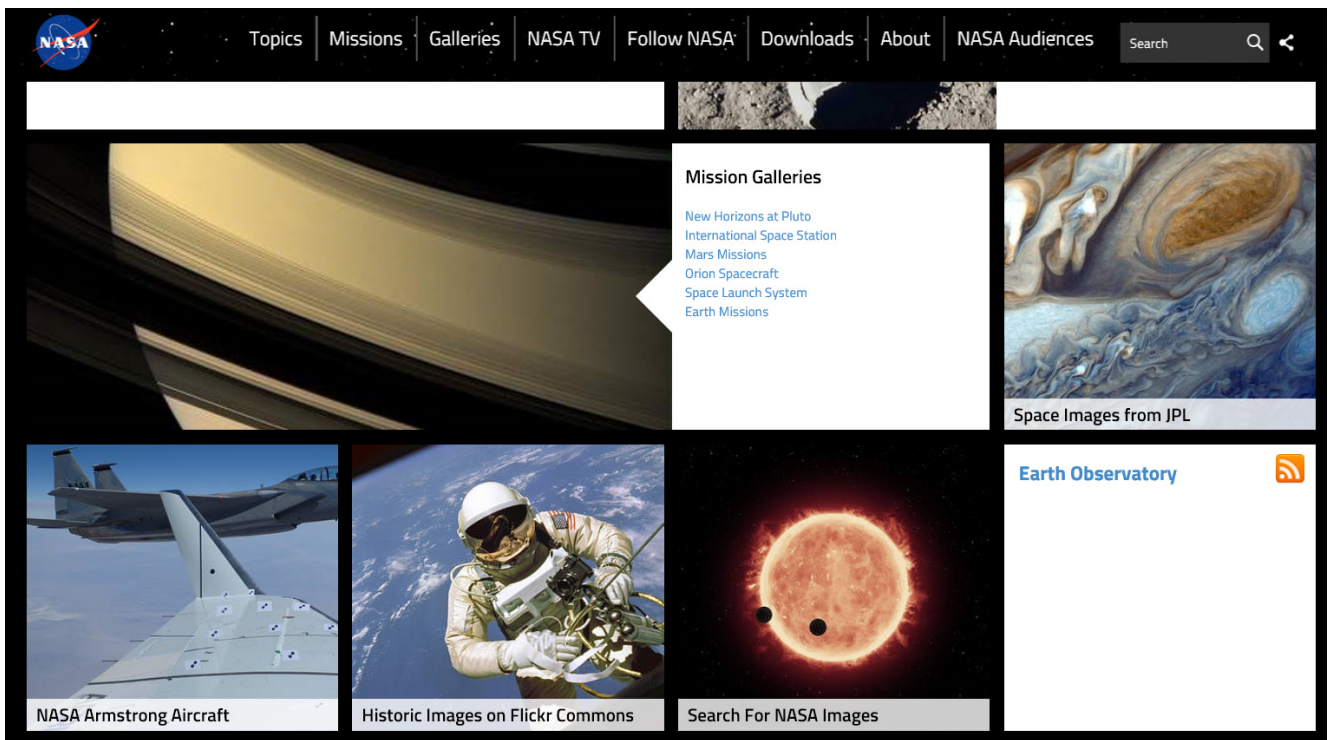 NASA
Topics
Missions
Galleries
NASA TV
Follow NASA
Downloads
About
NASA Audiences
Search
Mission Galleries
New Horizons at Pluto
International Space Station
Mars Missions
Orion Spacecraft
Space Launch System
Earth Missions
Space Images from JPL
NASA Armstrong Aircraft
Historic Images on Flickr Commons
Search For NASA Images
Earth Observatory